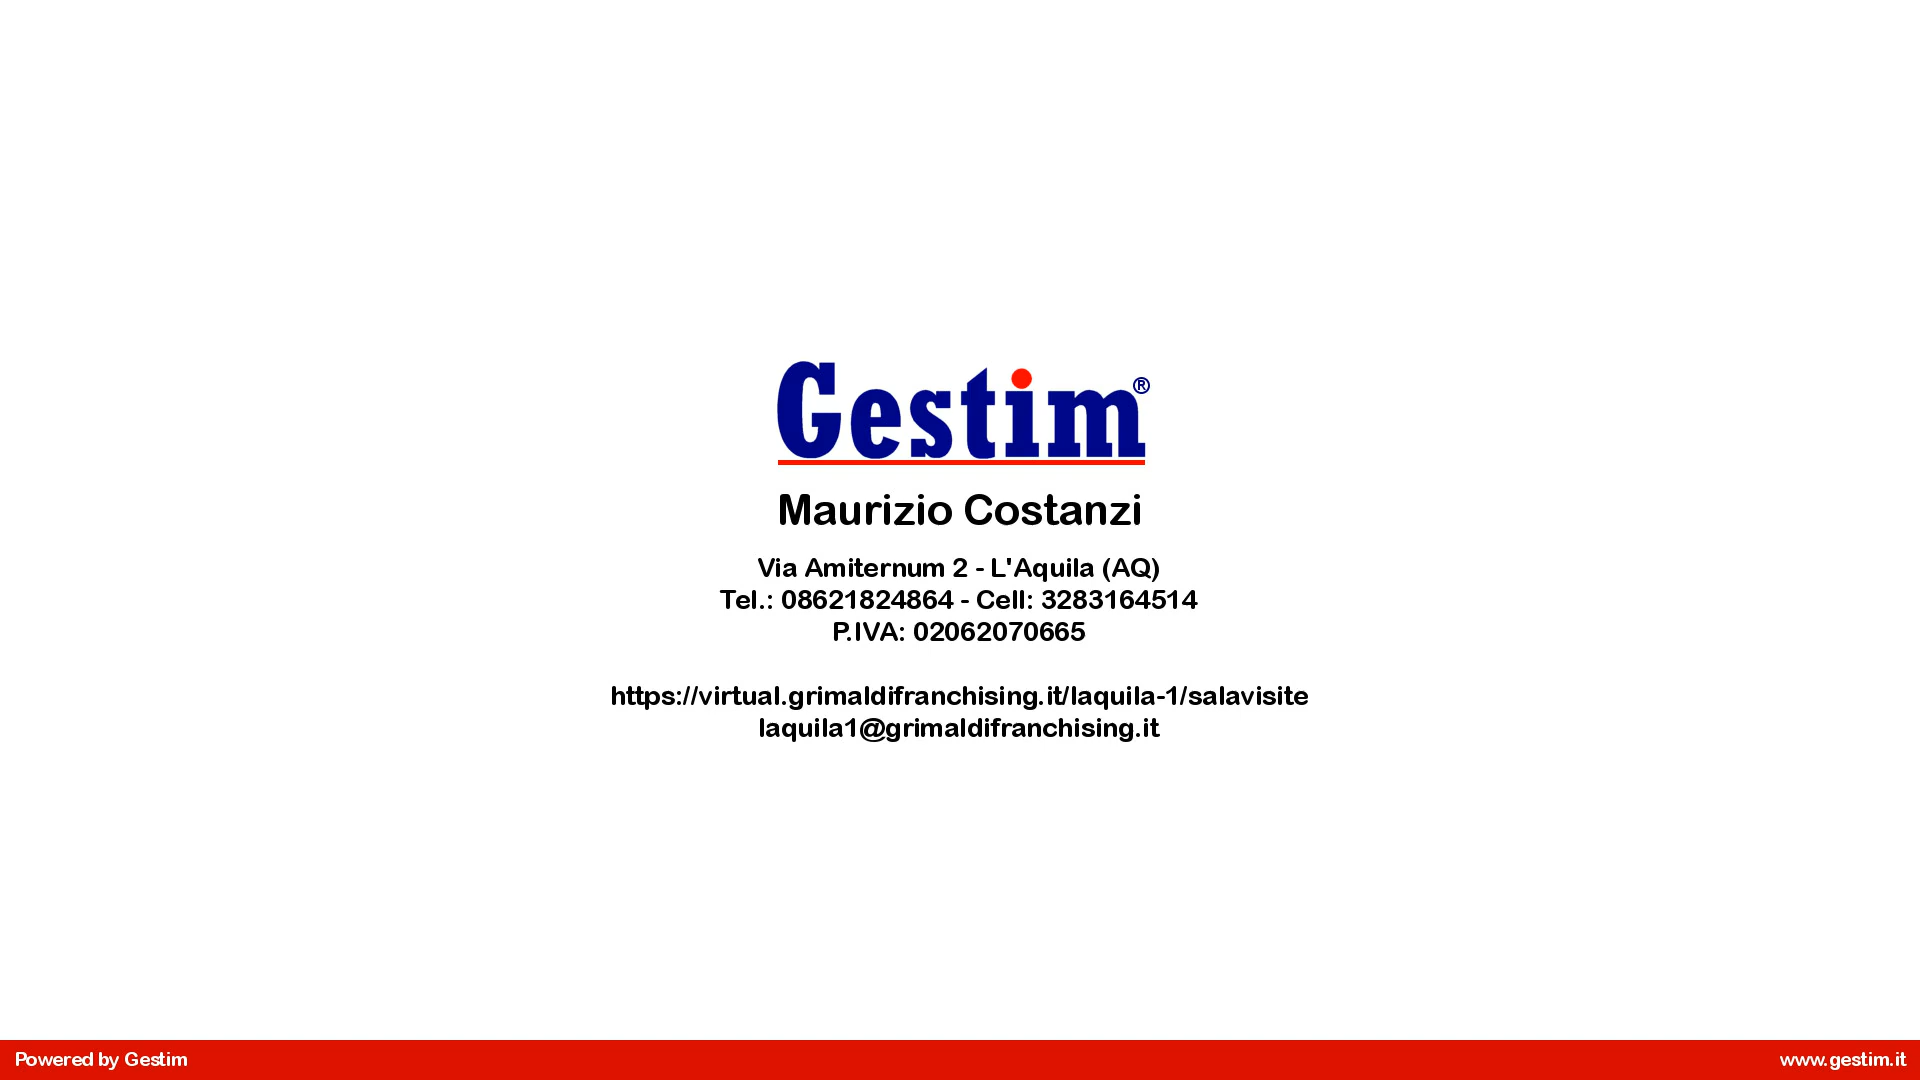 Gestim®
Maurizio Costanzi
Via Amiternum 2 - L'Aquila (AQ)
Tel.: 08621824864 - Cell: 3283164514
P.IVA: 02062070665
https://virtual.grimaldifranchising.it/laquila-1/salavisite
laquila1@grimaldifranchising.it
Powered by Gestim
www.gestim.it